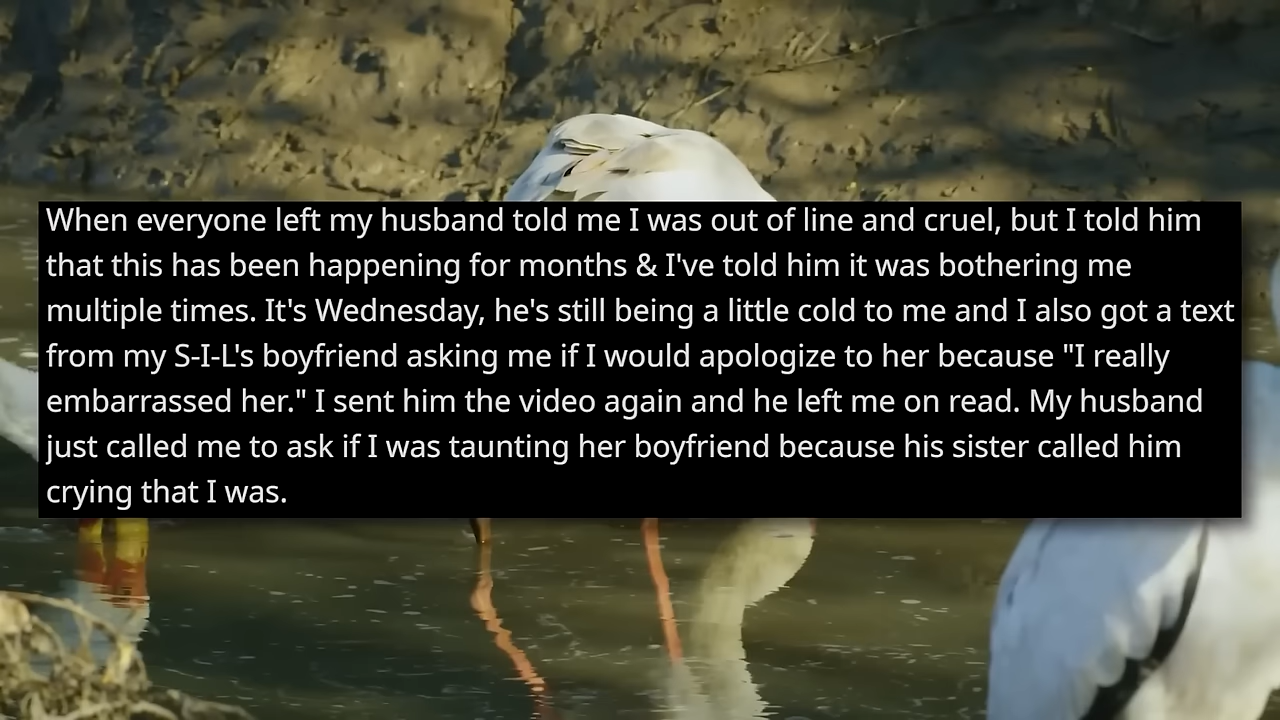 When everyone left my husband told me I was out of line and cruel, but I told him
that this has been happening for months & I've told him it was bothering me
multiple times. It's Wednesday, he's still being a little cold to me and I also got a text
from my S-I-L's boyfriend asking me if I would apologize to her because "I really
embarrassed her." I sent him the video again and he left me on read. My husband
just called me to ask if I was taunting her boyfriend because his sister called him
crying that I was.